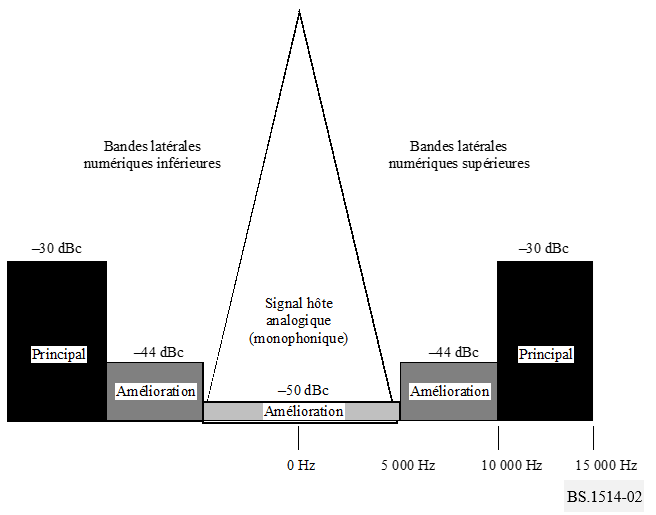 Bandes latérales
numériques inférieures
Bandes latérales
numériques supérieures
–30 dBc
–30 dBc
Signal hôte
analogique
(monophonique)
Principal
–44 dBc
–44 dBc
Principal
Amélioration
–50 dBc
Amélioration
Amélioration
0 Hz
5 000 Hz
10 000 Hz
15 000 Hz
BS.1514-02